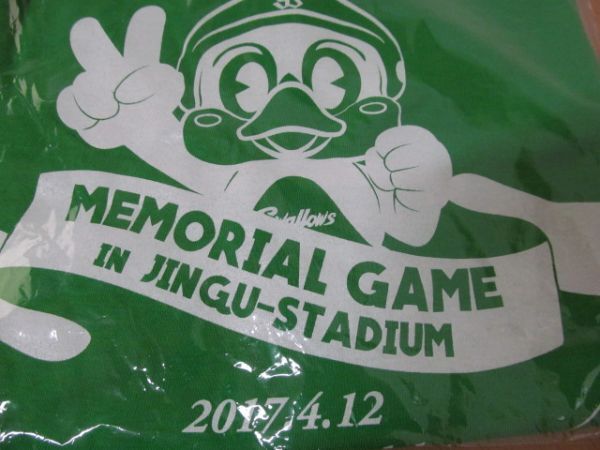 Swallows
MEMORIAL GAME
IN JINGU-STADIUM
2017.4.12